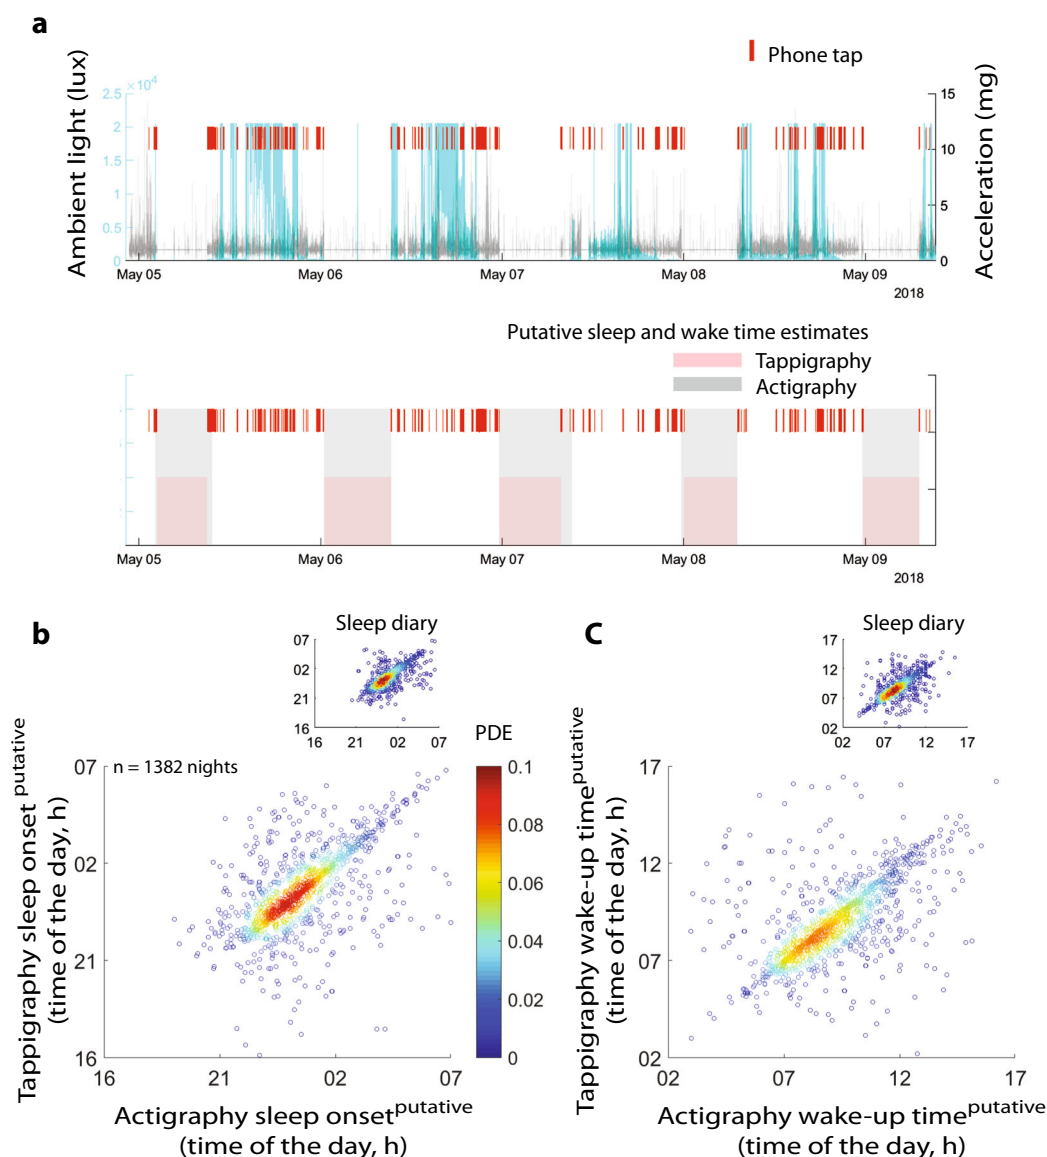 a
Phone tap
Ambient light (lux)
× 10⁴
2.5
2
1.5
1
0.5
0
Acceleration (mg)
15
10
5
0
May 05
May 06
May 07
May 08
May 09
2018
Putative sleep and wake time estimates
Tappigraphy
Actigraphy
May 05
May 06
May 07
May 08
May 09
2018
b
Sleep diary
07
02
21
16
16
21
02
07
PDE
n = 1382 nights
Tappigraphy sleep onset putative
(time of the day, h)
07
02
21
16
16
21
02
07
0.1
0.08
0.06
0.04
0.02
0
Actigraphy sleep onset putative
(time of the day, h)
C
Sleep diary
17
12
07
02
02
07
12
17
Tappigraphy wake-up time putative
(time of the day, h)
17
12
07
02
02
07
12
17
Actigraphy wake-up time putative
(time of the day, h)